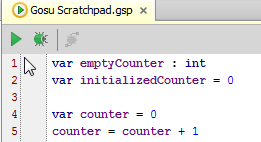 Gosu Scratchpad.gsp
1 var emptyCounter : int
2 var initializedCounter = 0
3
4 var counter = 0
5 counter = counter + 1